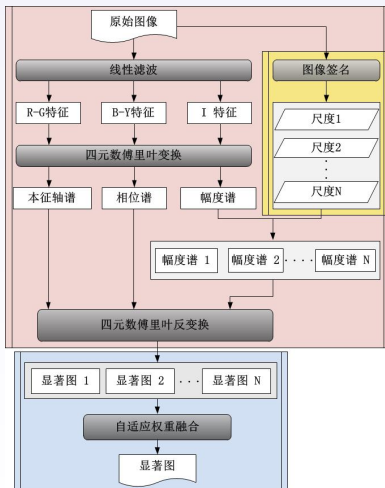 原始图像
线性滤波
图像签名
R-G特征 B-Y特征 I 特征
尺度1
尺度2
尺度N
四元数傅里叶变换
本征轴谱 相位谱 幅度谱
幅度谱 1 幅度谱 2 ···· 幅度谱 N
四元数傅里叶反变换
显著图 1 显著图 2 ··· 显著图 N
自适应权重融合
显著图